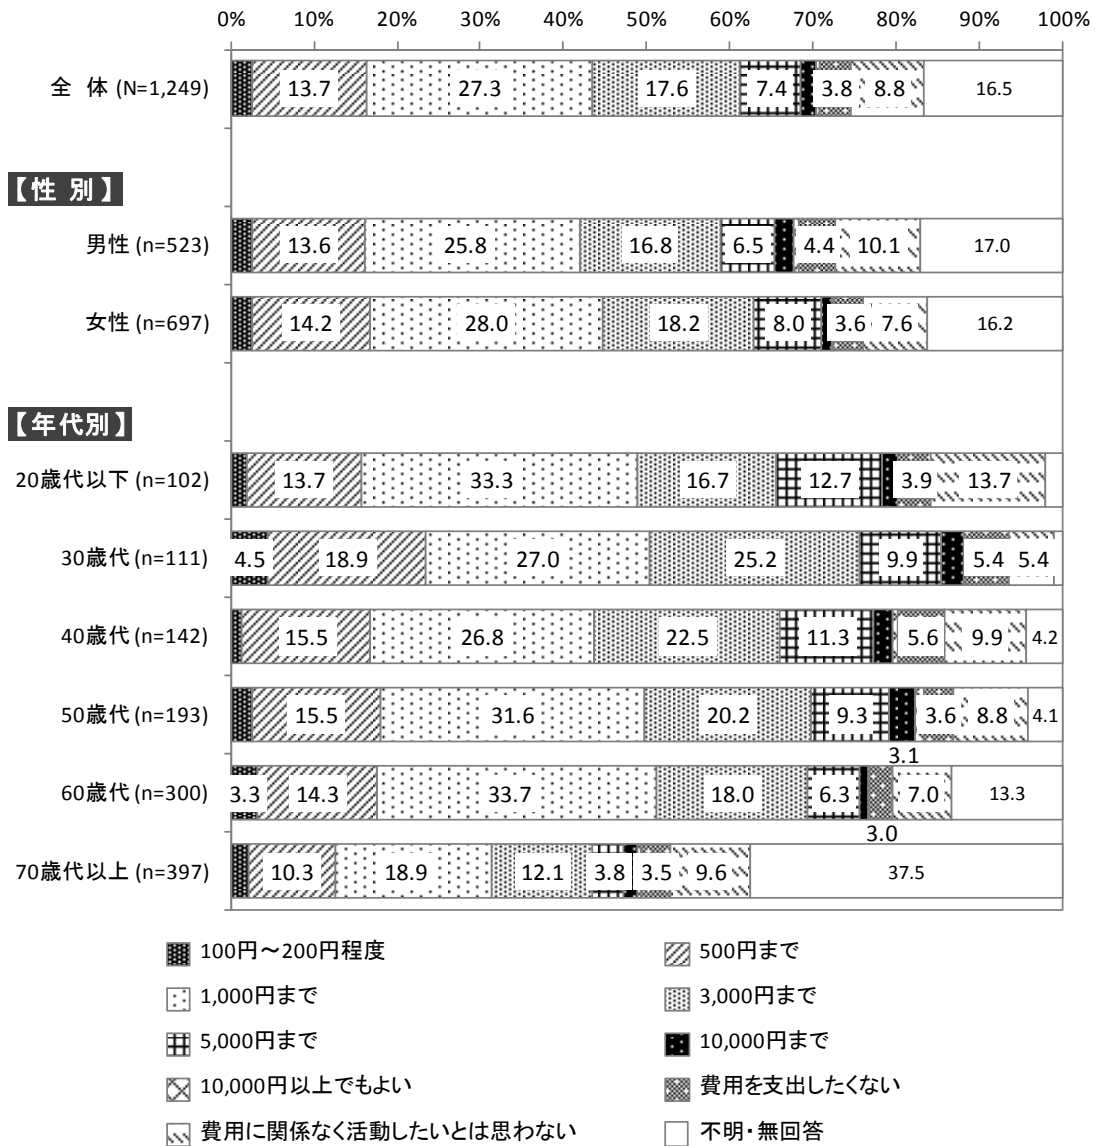 0% 10% 20% 30% 40% 50% 60% 70% 80% 90% 100%
全 体 (N=1,249) 13.7 27.3 17.6 7.4 3.8 8.8 16.5
【性 別】
男性 (n=523) 13.6 25.8 16.8 6.5 4.4 10.1 17.0
女性 (n=697) 14.2 28.0 18.2 8.0 3.6 7.6 16.2
【年代別】
20歳代以下 (n=102) 13.7 33.3 16.7 12.7 3.9 13.7
30歳代 (n=111) 4.5 18.9 27.0 25.2 9.9 5.4 5.4
40歳代 (n=142) 15.5 26.8 22.5 11.3 5.6 9.9 4.2
50歳代 (n=193) 15.5 31.6 20.2 9.3 3.6 8.8 4.1
3.1
60歳代 (n=300) 3.3 14.3 33.7 18.0 6.3 7.0 13.3
3.0
70歳代以上 (n=397) 10.3 18.9 12.1 3.8 3.5 9.6 37.5
100円～200円程度 500円まで
1,000円まで 3,000円まで
5,000円まで 10,000円まで
10,000円以上でもよい 費用を支出したくない
費用に関係なく活動したいとは思わない 不明・無回答